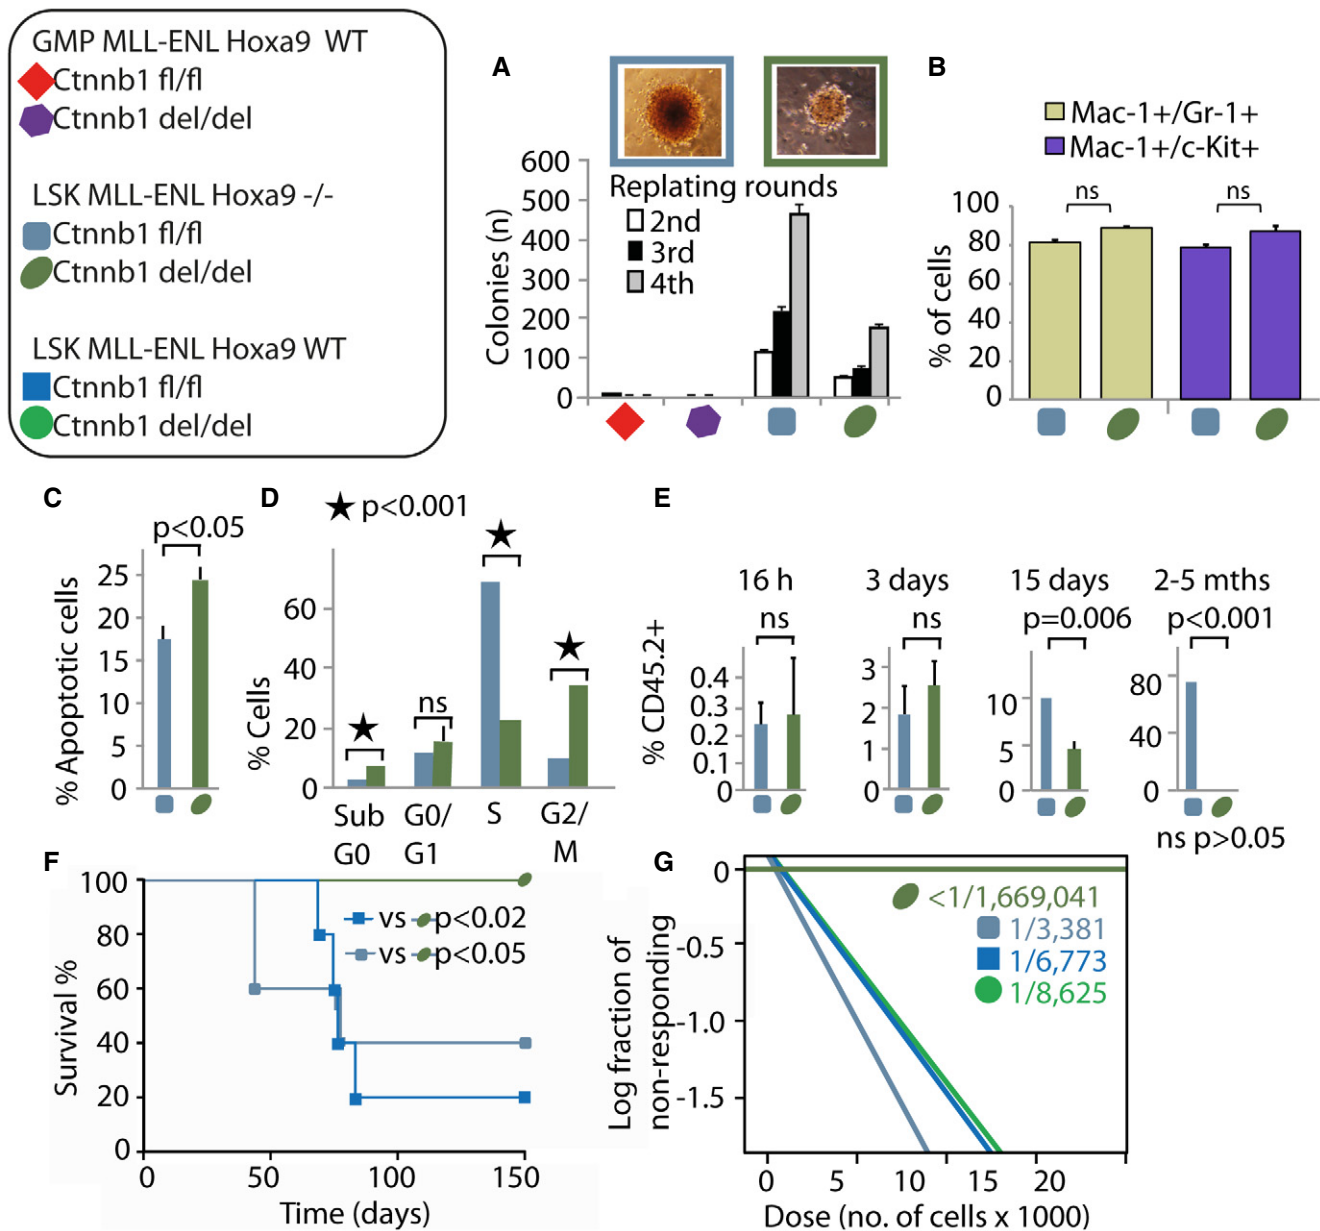 GMP MLL-ENL Hoxa9 WT
Ctnnb1 fl/fl
Ctnnb1 del/del
LSK MLL-ENL Hoxa9 -/-
Ctnnb1 fl/fl
Ctnnb1 del/del
LSK MLL-ENL Hoxa9 WT
Ctnnb1 fl/fl
Ctnnb1 del/del
A
Colonies (n)
600
500
400
300
200
100
0
Replating rounds
2nd
3rd
4th
B
Mac-1+/Gr-1+
Mac-1+/c-Kit+
% of cells
100
80
60
40
20
0
ns
ns
C
p<0.05
% Apoptotic cells
25
20
15
10
5
0
D
p<0.001
% Cells
60
40
20
0
ns
Sub G0
G0/ G1
S
G2/ M
E
% CD45.2+
16 h
ns
0.4
0.3
0.2
0.1
0
3 days
ns
3
2
1
0
15 days
p=0.006
10
5
0
2-5 mths
p<0.001
80
40
0
ns p>0.05
F
Survival %
100
80
60
40
20
0
vs p<0.02
vs p<0.05
0 50 100 150
Time (days)
G
Log fraction of
non-responding
0
-0.5
-1.0
-1.5
<1/1,669,041
1/3,381
1/6,773
1/8,625
0 5 10 15 20
Dose (no. of cells x 1000)